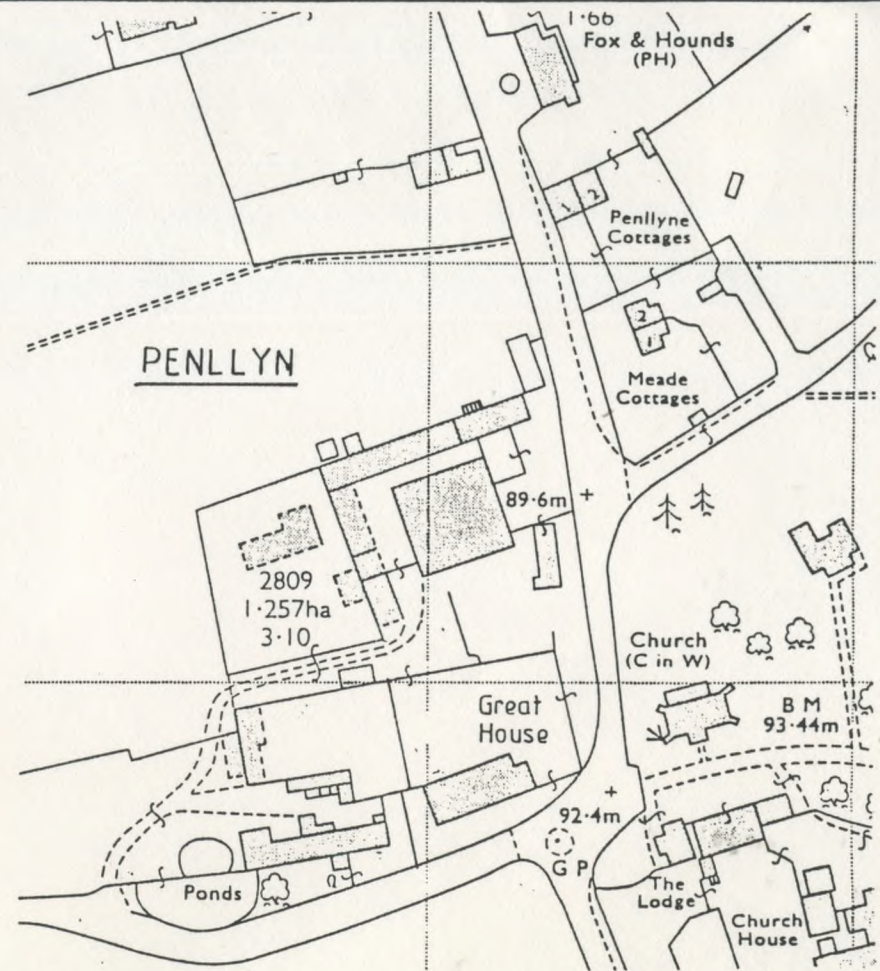 1·66
Fox & Hounds
(PH)
1
2
Penllyne
Cottages
PENLLYN
2
1
Meade
Cottages
89·6m
2809
1·257ha
3·10
Church
(C in W)
Great
House
B M
93·44m
92·4m
G P
Ponds
The
Lodge
Church
House